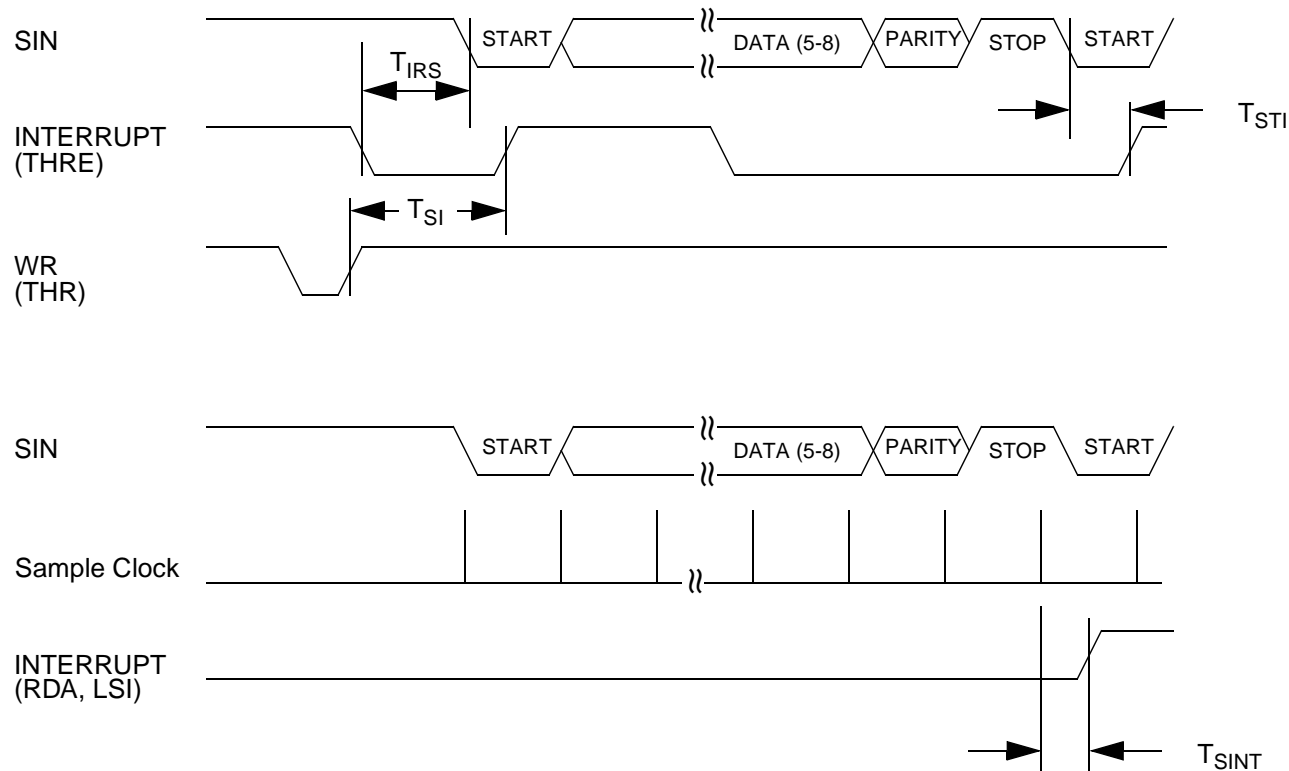 SIN
START
DATA (5-8)
PARITY
STOP
START
T_IRS
T_STI
INTERRUPT
(THRE)
T_SI
WR
(THR)
SIN
START
DATA (5-8)
PARITY
STOP
START
Sample Clock
INTERRUPT
(RDA, LSI)
T_SINT